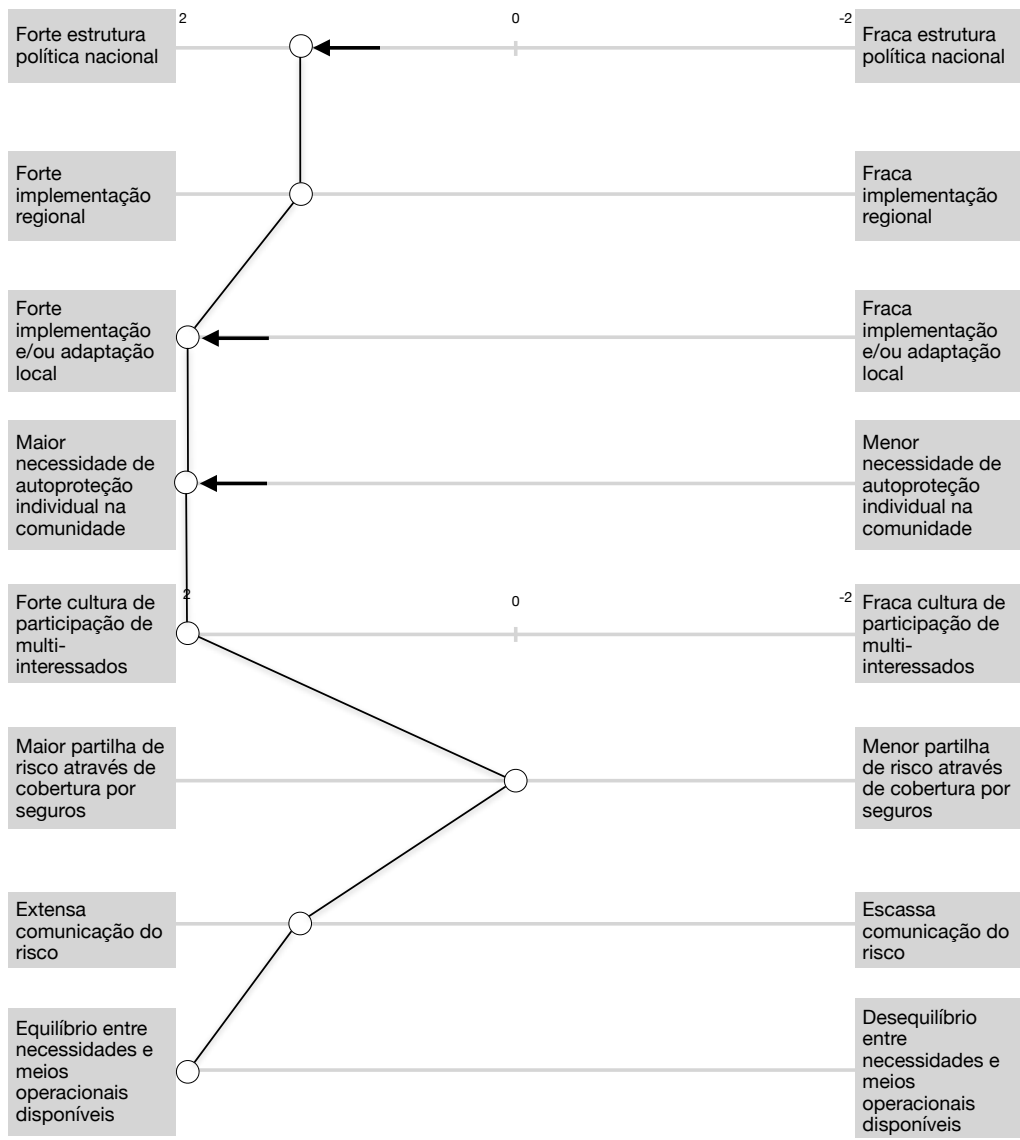 2
0
-2
Forte estrutura
política nacional
Fraca estrutura
política nacional
Forte
implementação
regional
Fraca
implementação
regional
Forte
implementação
e/ou adaptação
local
Fraca
implementação
e/ou adaptação
local
Maior
necessidade de
autoproteção
individual na
comunidade
Menor
necessidade de
autoproteção
individual na
comunidade
2
0
-2
Forte cultura de
participação de
multi-
interessados
Fraca cultura de
participação de
multi-
interessados
Maior partilha de
risco através de
cobertura por
seguros
Menor partilha
de risco através
de cobertura por
seguros
Extensa
comunicação do
risco
Escassa
comunicação do
risco
Equilíbrio entre
necessidades e
meios
operacionais
disponíveis
Desequilíbrio
entre
necessidades e
meios
operacionais
disponíveis